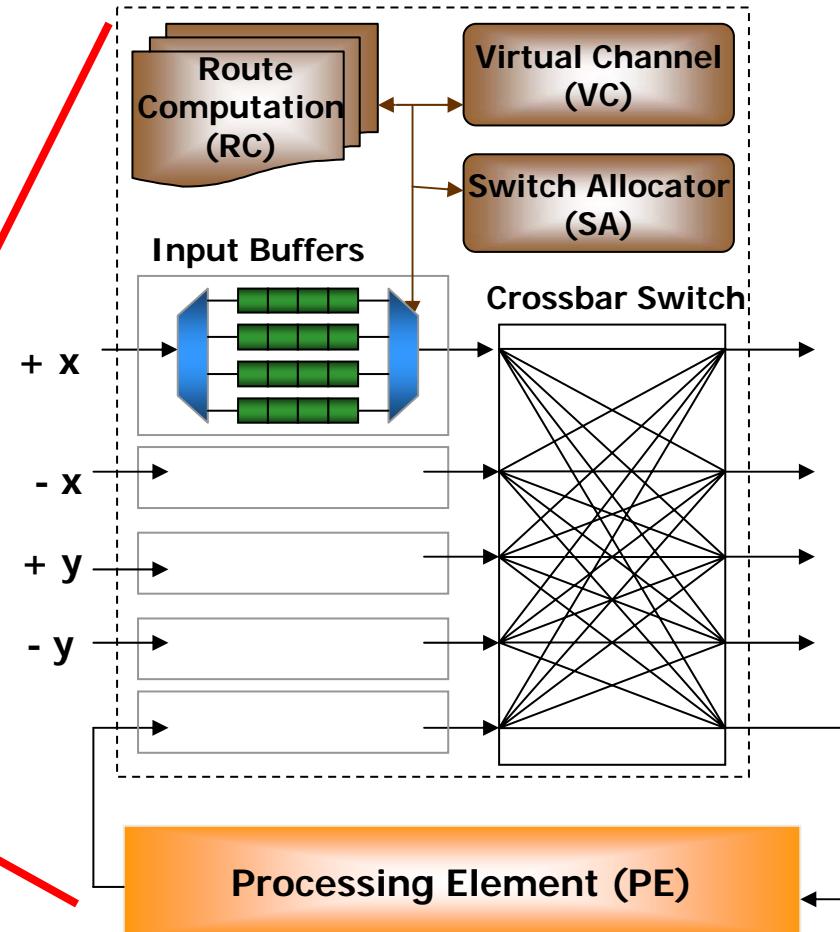 Route
Computation
(RC)
Virtual Channel
(VC)
Switch Allocator
(SA)
Input Buffers
Crossbar Switch
+ x
- x
+ y
- y
Processing Element (PE)